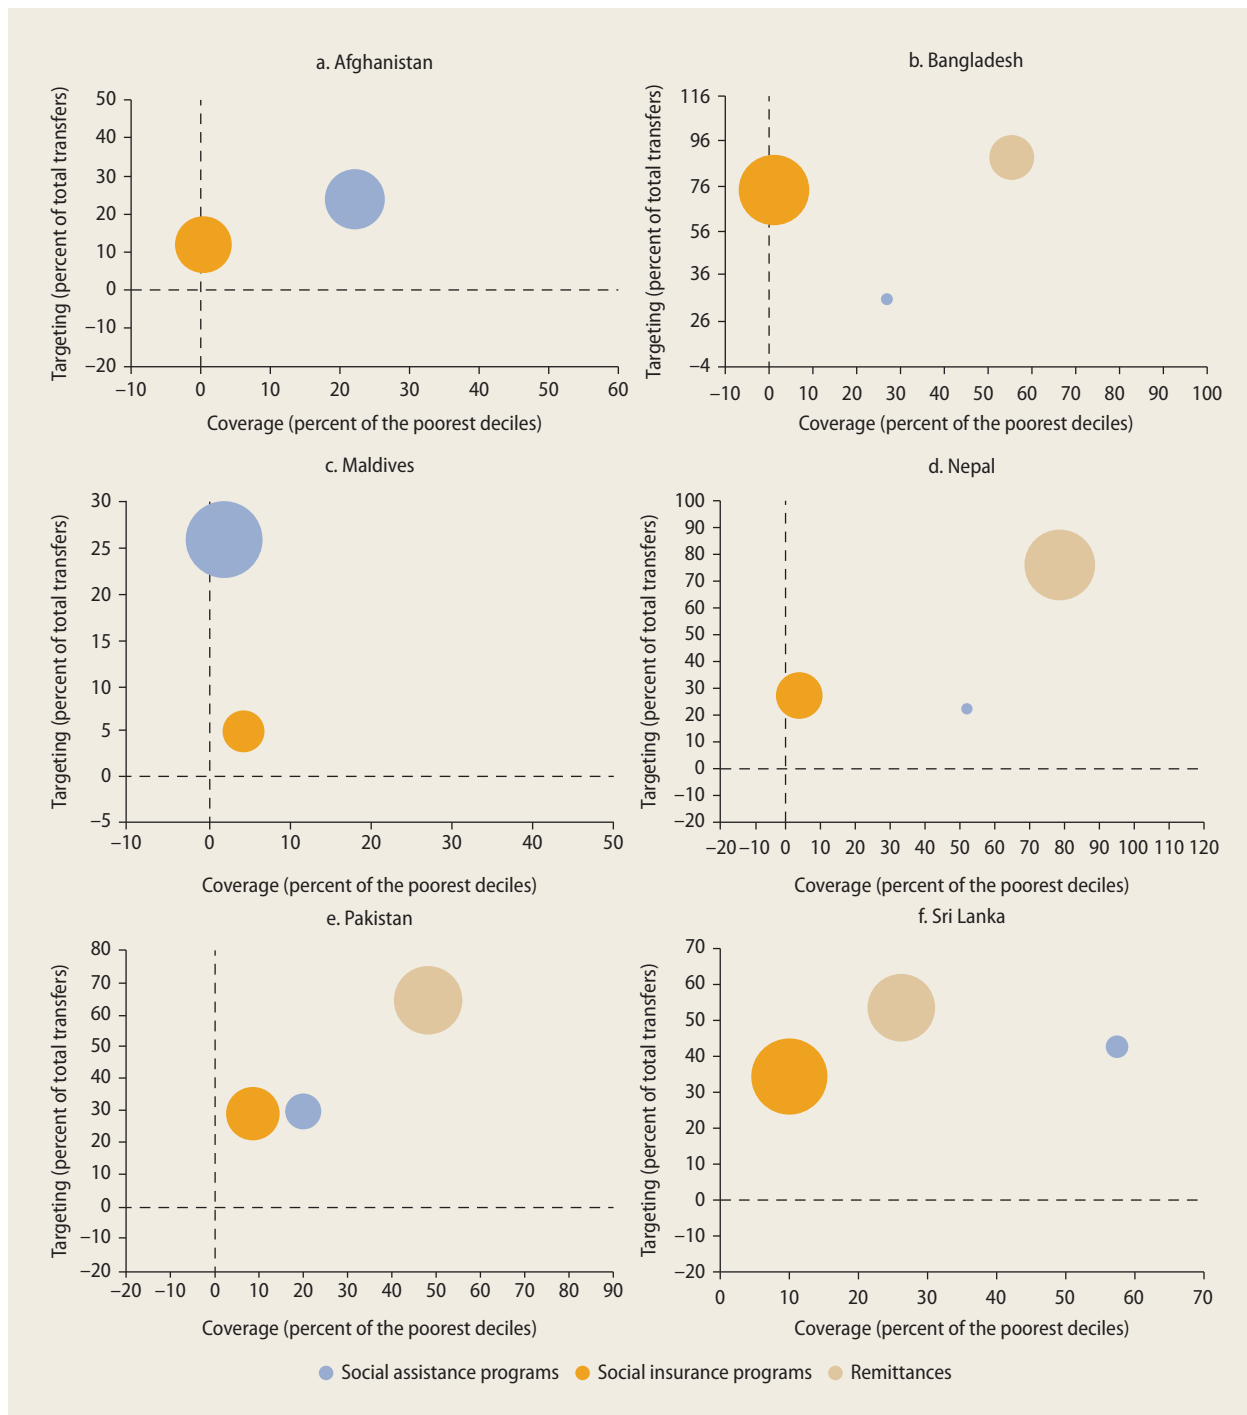 a. Afghanistan
Targeting (percent of total transfers)
50
40
30
20
10
0
–10
–20
–10 0 10 20 30 40 50 60
Coverage (percent of the poorest deciles)
b. Bangladesh
Targeting (percent of total transfers)
116
96
76
56
36
26
–4
–10 0 10 20 30 40 50 60 70 80 90 100
Coverage (percent of the poorest deciles)
c. Maldives
Targeting (percent of total transfers)
30
25
20
15
10
5
0
–5
–10 0 10 20 30 40 50
Coverage (percent of the poorest deciles)
d. Nepal
Targeting (percent of total transfers)
100
90
80
70
60
50
40
30
20
10
0
–10
–20
–20 –10 0 10 20 30 40 50 60 70 80 90 100 110 120
Coverage (percent of the poorest deciles)
e. Pakistan
Targeting (percent of total transfers)
80
70
60
50
40
30
20
10
0
–10
–20
–20 –10 0 10 20 30 40 50 60 70 80 90
Coverage (percent of the poorest deciles)
f. Sri Lanka
Targeting (percent of total transfers)
70
60
50
40
30
20
10
0
–10
–20
0 10 20 30 40 50 60 70
Coverage (percent of the poorest deciles)
Social assistance programs Social insurance programs Remittances